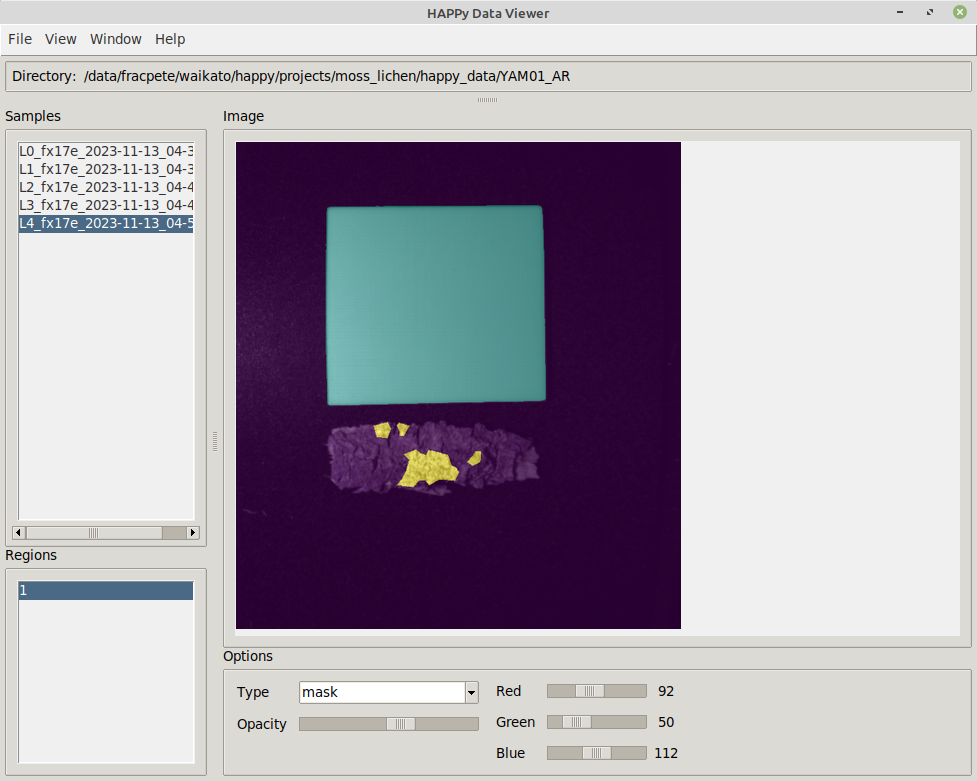 HAPPy Data Viewer
File View Window Help
Directory: /data/fracpete/waikato/happy/projects/moss_lichen/happy_data/YAM01_AR
Samples
Image
L0_fx17e_2023-11-13_04-3
L1_fx17e_2023-11-13_04-3
L2_fx17e_2023-11-13_04-4
L3_fx17e_2023-11-13_04-4
L4_fx17e_2023-11-13_04-5
Regions
1
Options
Type mask
Opacity
Red 92
Green 50
Blue 112